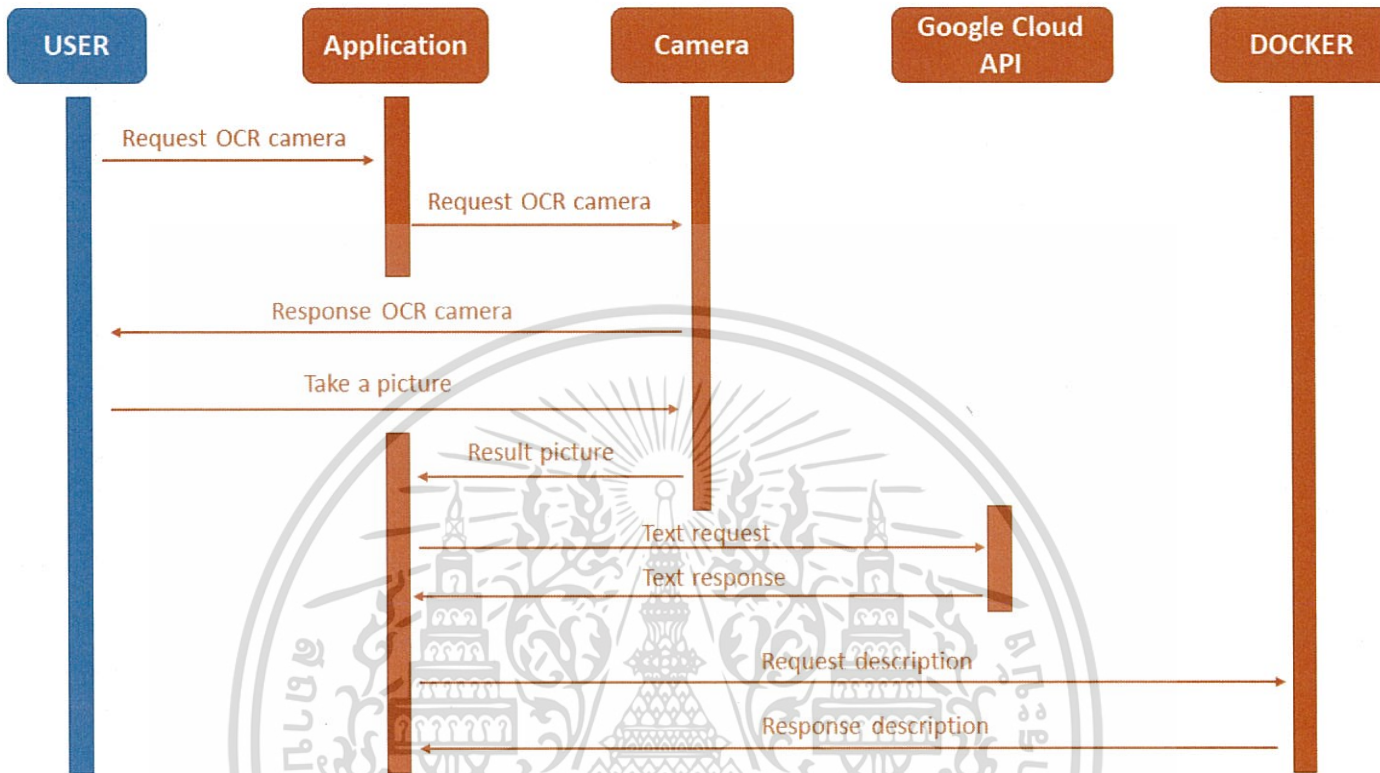 USER
Application
Camera
Google Cloud
API
DOCKER
Request OCR camera
Request OCR camera
Response OCR camera
Take a picture
Result picture
Text request
Text response
Request description
Response description